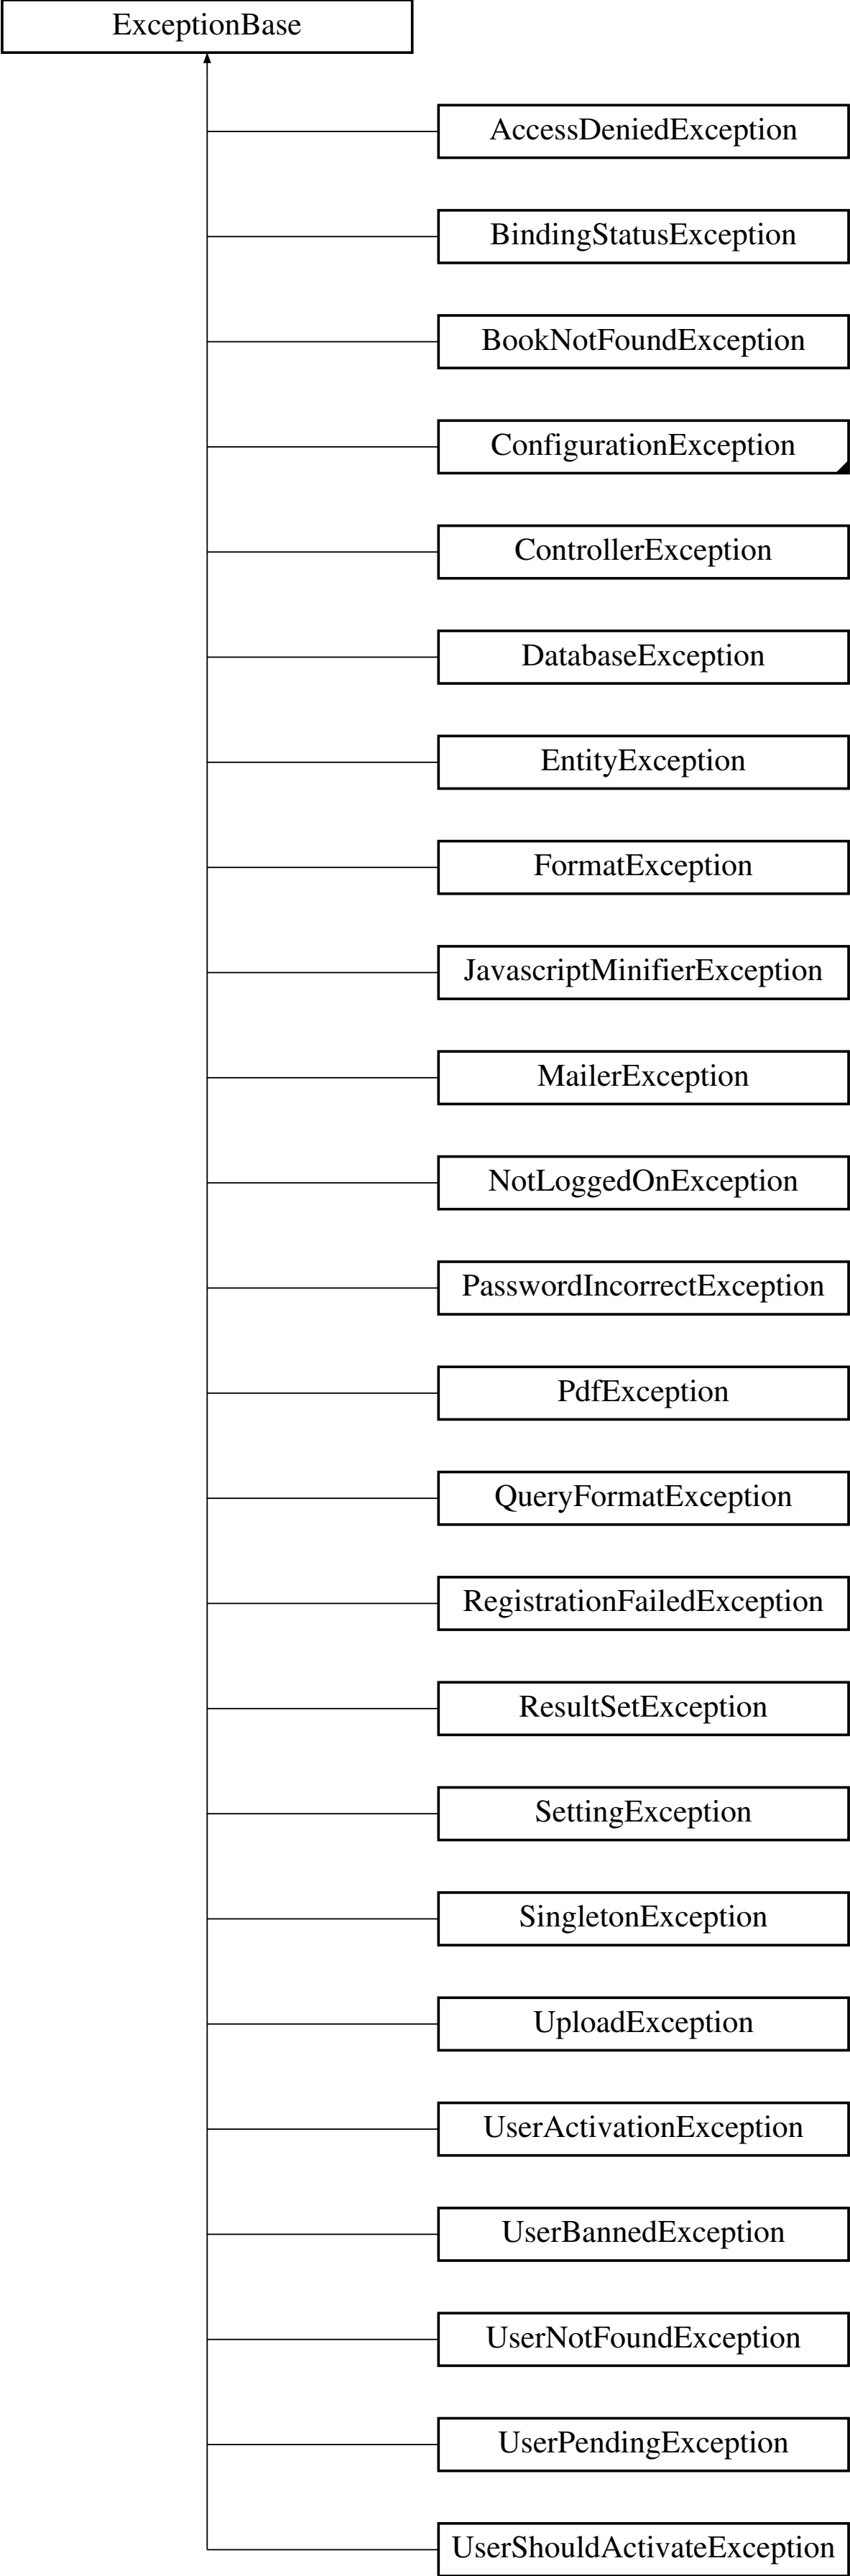 ExceptionBase
AccessDeniedException
BindingStatusException
BookNotFoundException
ConfigurationException
ControllerException
DatabaseException
EntityException
FormatException
JavascriptMinifierException
MailerException
NotLoggedOnException
PasswordIncorrectException
PdfException
QueryFormatException
RegistrationFailedException
ResultSetException
SettingException
SingletonException
UploadException
UserActivationException
UserBannedException
UserNotFoundException
UserPendingException
UserShouldActivateException